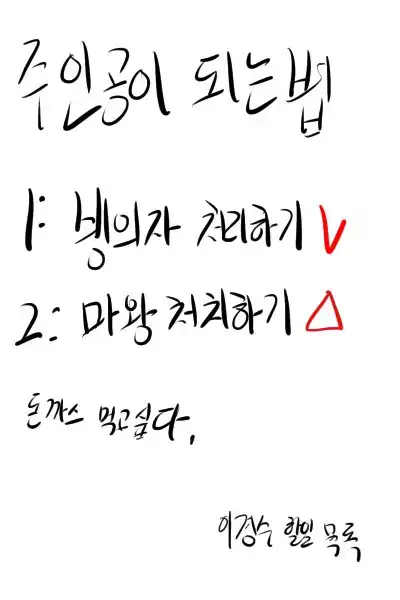 주인공이 되는 법
1: 빙의자 처리하기 V
2: 마왕 처치하기 △
돈까스 먹고싶다,
이경수 할일 목록